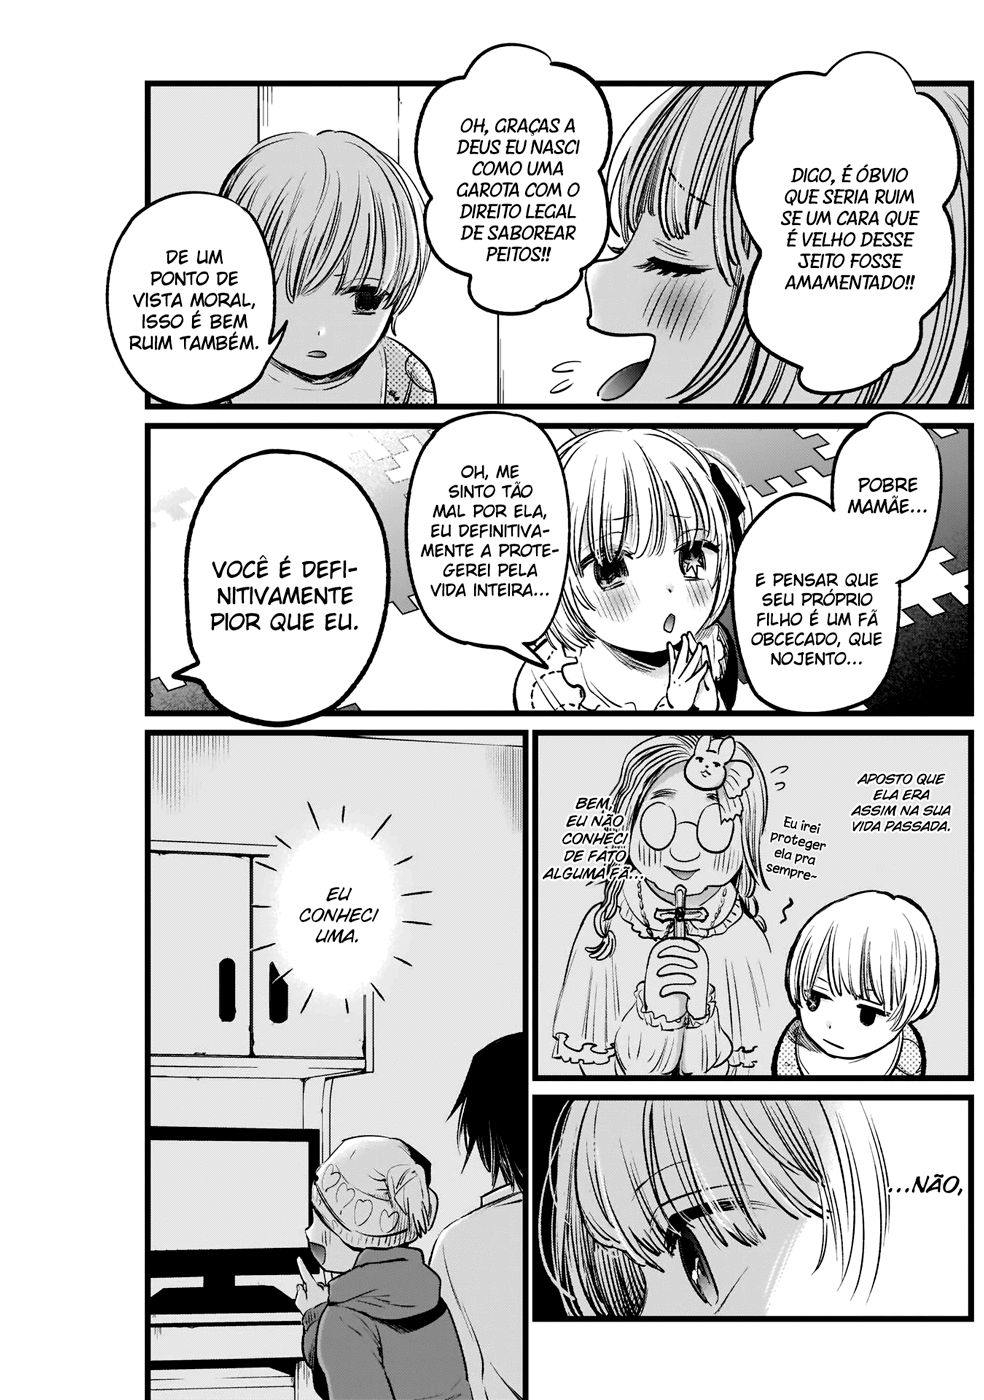 DIGO, É ÓBVIO
QUE SERIA RUIM
SE UM CARA QUE
É VELHO DESSE
JEITO FOSSE
AMAMENTADO!!
OH, GRAÇAS A
DEUS EU NASCI
COMO UMA
GAROTA COM O
DIREITO LEGAL
DE SABOREAR
PEITOS!!
DE UM
PONTO DE
VISTA MORAL,
ISSO É BEM
RUIM TAMBÉM.
POBRE
MAMÃE...
E PENSAR QUE
SEU PRÓPRIO
FILHO É UM FÃ
OBCECADO, QUE
NOJENTO...
OH, ME
SINTO TÃO
MAL POR ELA,
EU DEFINITIVA-
MENTE A PROTE-
GEREI PELA
VIDA INTEIRA...
VOCÊ É DEFI-
NITIVAMENTE
PIOR QUE EU.
APOSTO QUE
ELA ERA
ASSIM NA SUA
VIDA PASSADA.
Eu irei
Proteger
ela pra
sempre~
BEM,
EU NÃO
CONHECI
DE FATO
ALGUMA FÃ...
...NÃO,
EU
CONHECI
UMA.